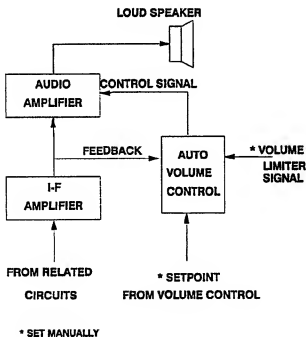 LOUD SPEAKER
AUDIO
AMPLIFIER
CONTROL SIGNAL
FEEDBACK
AUTO
VOLUME
CONTROL
* VOLUME
LIMITER
SIGNAL
I-F
AMPLIFIER
FROM RELATED
CIRCUITS
* SETPOINT
FROM VOLUME CONTROL
* SET MANUALLY